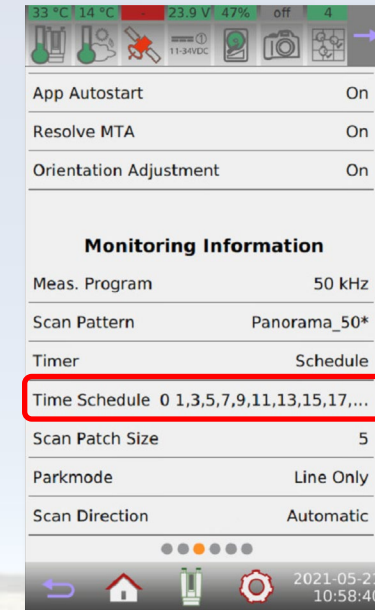 33 °C 14 °C - 23.9 V 47% off 4
11-34VDC
App Autostart On
Resolve MTA On
Orientation Adjustment On
Monitoring Information
Meas. Program 50 kHz
Scan Pattern Panorama_50*
Timer Schedule
Time Schedule 0 1,3,5,7,9,11,13,15,17,...
Scan Patch Size 5
Parkmode Line Only
Scan Direction Automatic
10:58:40